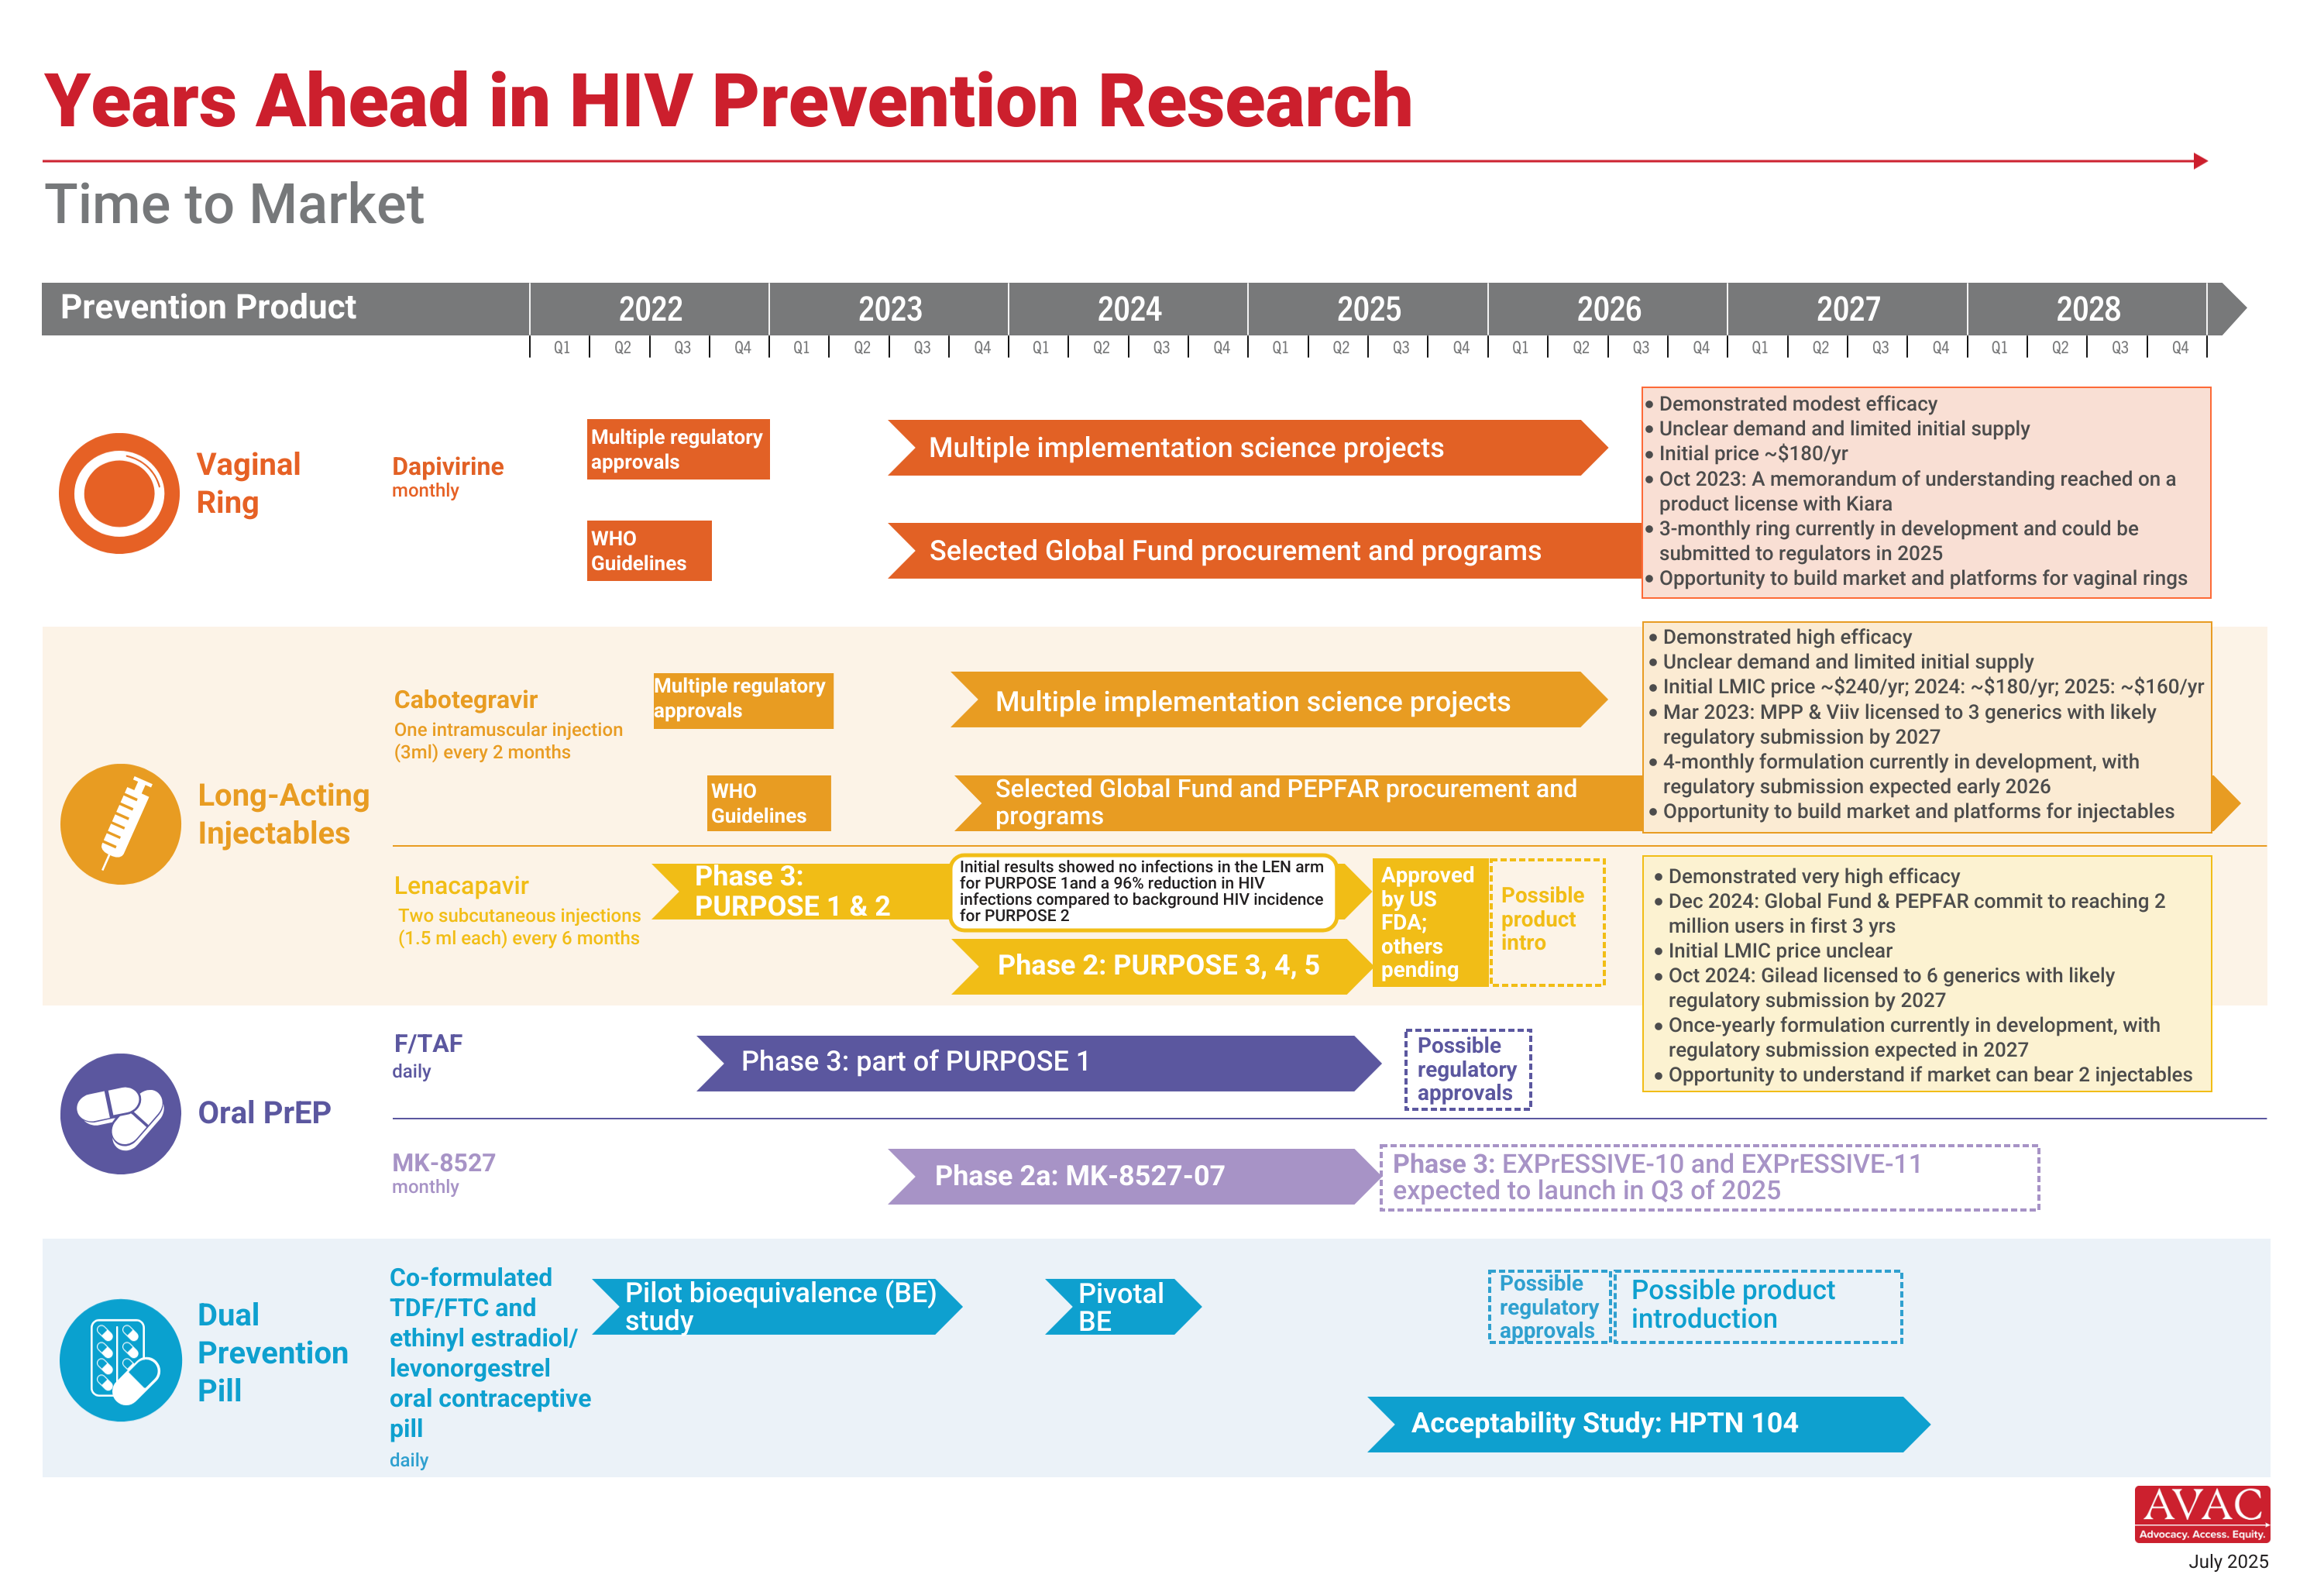 Years Ahead in HIV Prevention Research
Time to Market
Prevention Product
2022
2023
2024
2025
2026
2027
2028
Q1 Q2 Q3 Q4 Q1 Q2 Q3 Q4 Q1 Q2 Q3 Q4 Q1 Q2 Q3 Q4 Q1 Q2 Q3 Q4 Q1 Q2 Q3 Q4 Q1 Q2 Q3 Q4
Vaginal
Ring
Dapivirine
monthly
Multiple regulatory
approvals
WHO
Guidelines
Multiple implementation science projects
Selected Global Fund procurement and programs
• Demonstrated modest efficacy
• Unclear demand and limited initial supply
• Initial price ~$180/yr
• Oct 2023: A memorandum of understanding reached on a
product license with Kiara
• 3-monthly ring currently in development and could be
submitted to regulators in 2025
• Opportunity to build market and platforms for vaginal rings
Long-Acting
Injectables
Cabotegravir
One intramuscular injection
(3ml) every 2 months
Multiple regulatory
approvals
WHO
Guidelines
Multiple implementation science projects
Selected Global Fund and PEPFAR procurement and
programs
• Demonstrated high efficacy
• Unclear demand and limited initial supply
• Initial LMIC price ~$240/yr; 2024: ~$180/yr; 2025: ~$160/yr
• Mar 2023: MPP & Viiv licensed to 3 generics with likely
regulatory submission by 2027
• 4-monthly formulation currently in development, with
regulatory submission expected early 2026
• Opportunity to build market and platforms for injectables
Lenacapavir
Two subcutaneous injections
(1.5 ml each) every 6 months
Phase 3:
PURPOSE 1 & 2
Initial results showed no infections in the LEN arm
for PURPOSE 1and a 96% reduction in HIV
infections compared to background HIV incidence
for PURPOSE 2
Phase 2: PURPOSE 3, 4, 5
Approved
by US
FDA;
others
pending
Possible
product
intro
• Demonstrated very high efficacy
• Dec 2024: Global Fund & PEPFAR commit to reaching 2
million users in first 3 yrs
• Initial LMIC price unclear
• Oct 2024: Gilead licensed to 6 generics with likely
regulatory submission by 2027
• Once-yearly formulation currently in development, with
regulatory submission expected in 2027
• Opportunity to understand if market can bear 2 injectables
Oral PrEP
F/TAF
daily
Phase 3: part of PURPOSE 1
Possible
regulatory
approvals
MK-8527
monthly
Phase 2a: MK-8527-07
Phase 3: EXPrESSIVE-10 and EXPrESSIVE-11
expected to launch in Q3 of 2025
Dual
Prevention
Pill
Co-formulated
TDF/FTC and
ethinyl estradiol/
levonorgestrel
oral contraceptive
pill
daily
Pilot bioequivalence (BE)
study
Pivotal
BE
Possible
regulatory
approvals
Possible product
introduction
Acceptability Study: HPTN 104
AVAC
Advocacy. Access. Equity.
July 2025